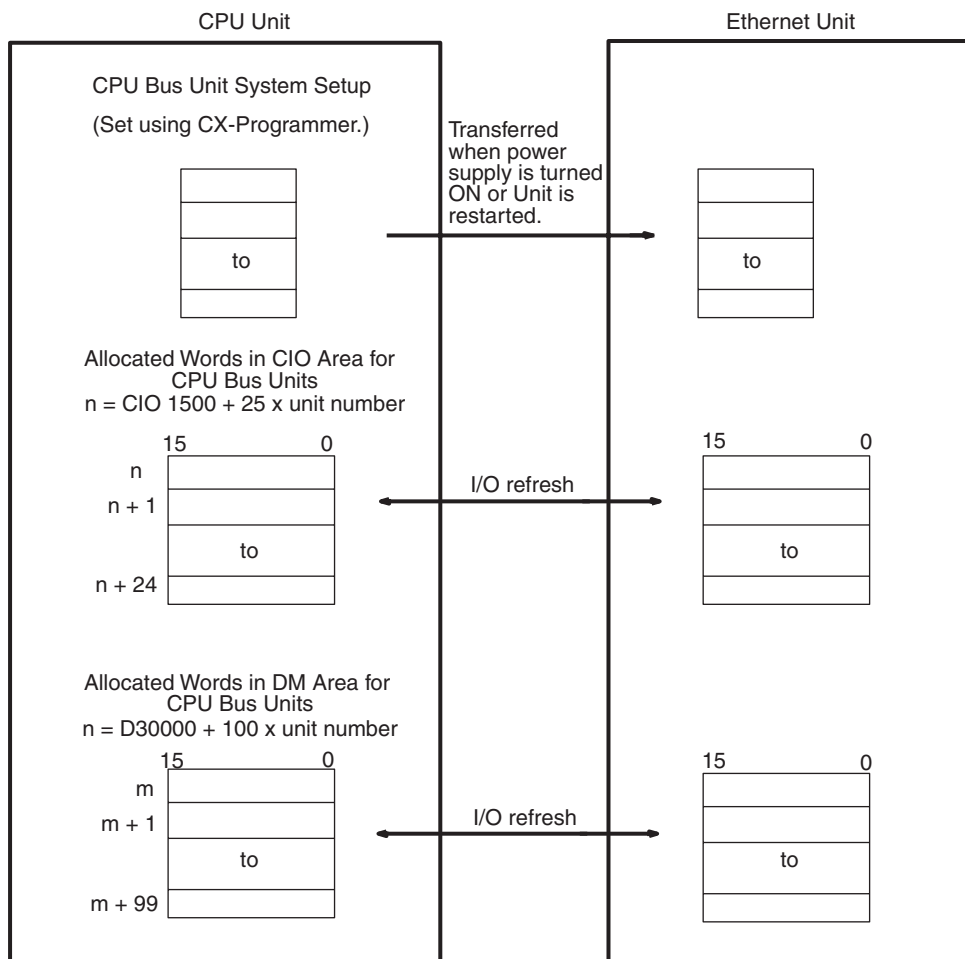 CPU Unit
Ethernet Unit
CPU Bus Unit System Setup
(Set using CX-Programmer.)
Transferred
when power
supply is turned
ON or Unit is
restarted.
to
to
Allocated Words in CIO Area for
CPU Bus Units
n = CIO 1500 + 25 x unit number
15 0
15 0
n
n + 1
I/O refresh
to
to
n + 24
Allocated Words in DM Area for
CPU Bus Units
n = D30000 + 100 x unit number
15 0
15 0
m
m + 1
I/O refresh
to
to
m + 99